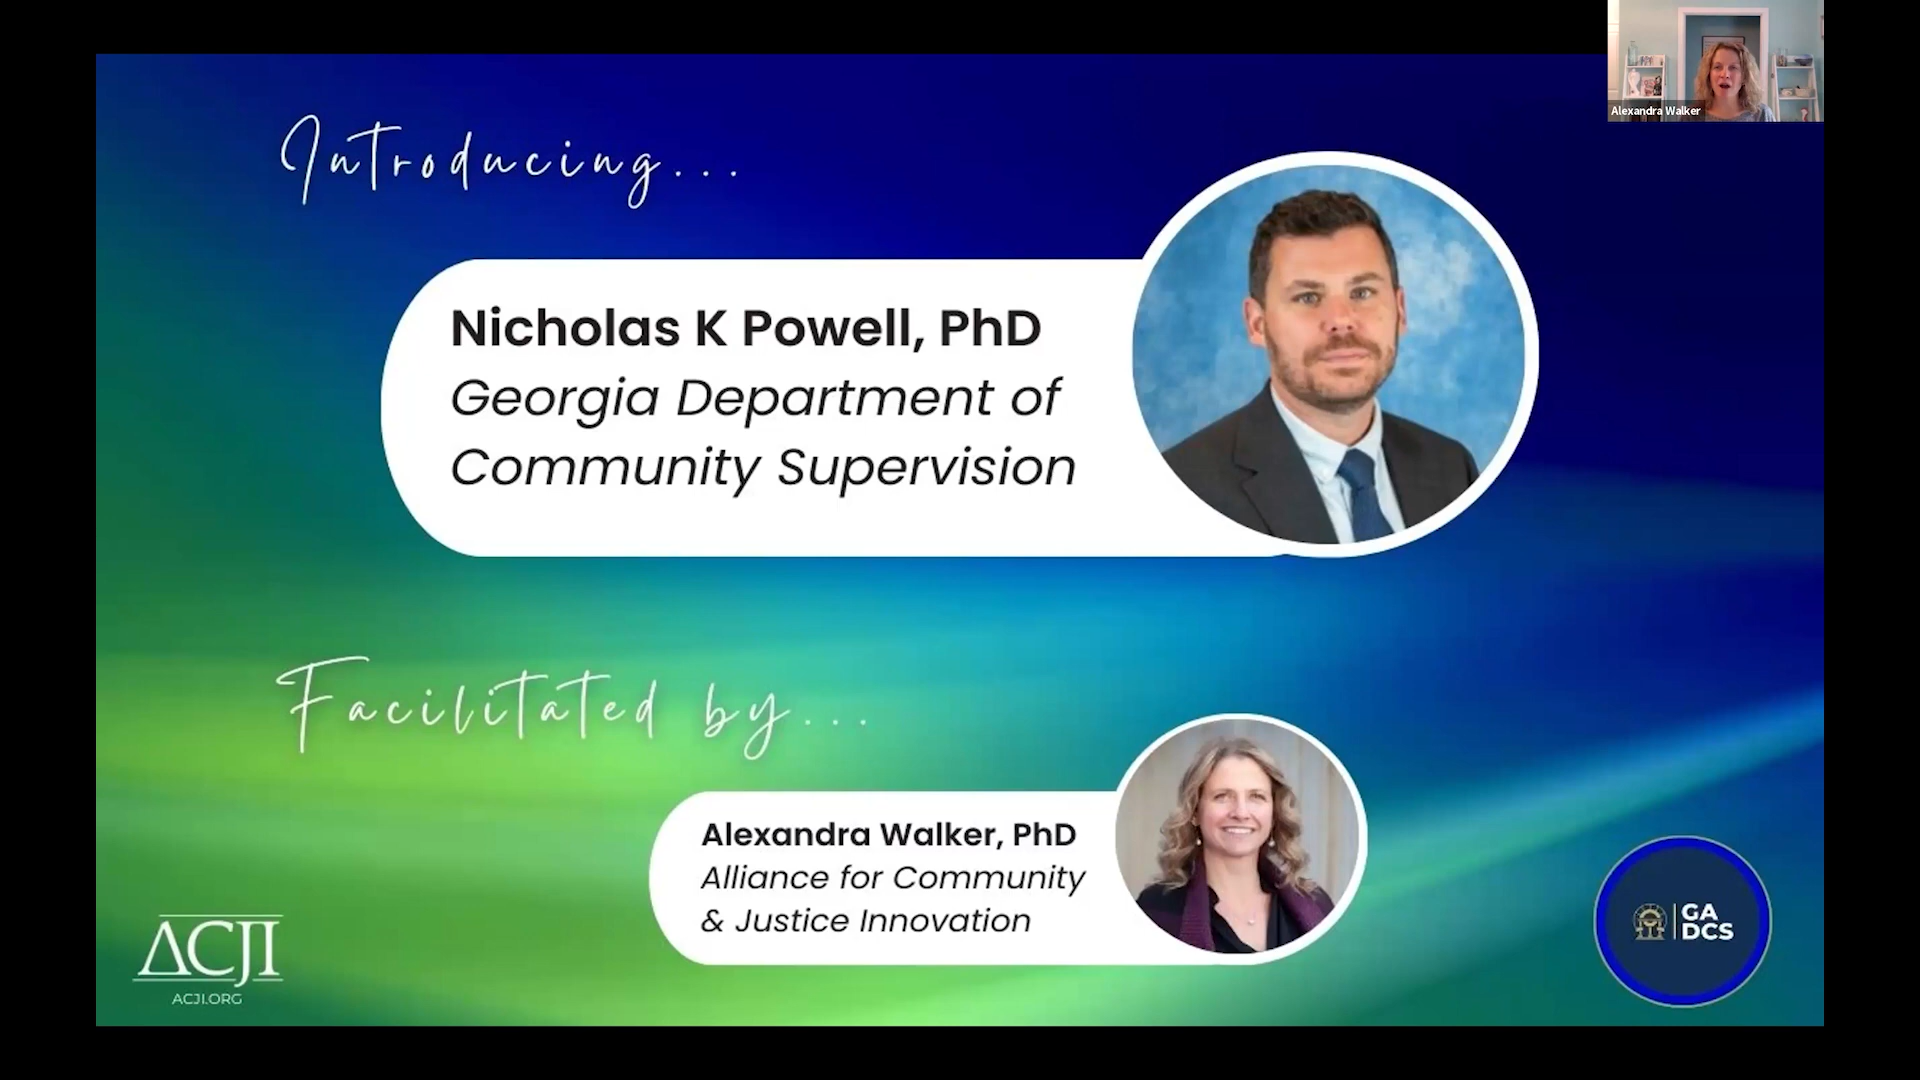 Alexandra Walker
Introducing...
Nicholas K Powell, PhD
Georgia Department of
Community Supervision
Facilitated by...
Alexandra Walker, PhD
Alliance for Community
& Justice Innovation
ACJI
ACJI.ORG
GA
DCS